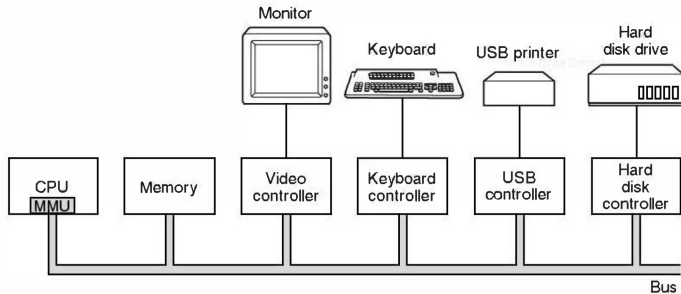 Monitor
Keyboard
USB printer
Hard
disk drive
CPU
MMU
Memory
Video
controller
Keyboard
controller
USB
controller
Hard
disk
controller
Bus